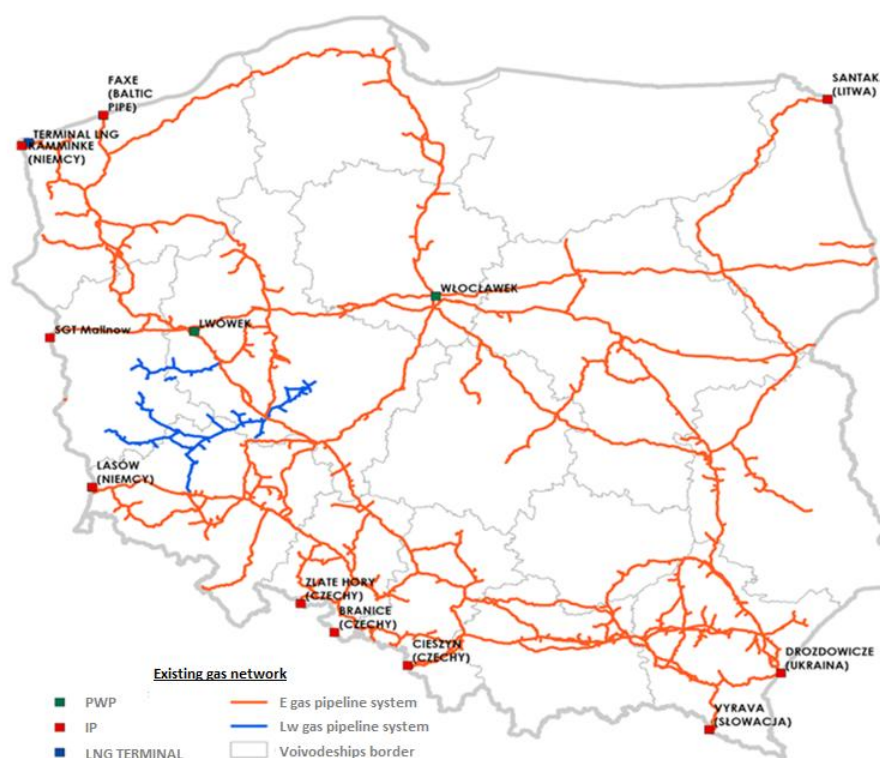 FAXE
(BALTIC
PIPE)
SANTAK
(LITWA)
TERMINAL LNG
KAMMINKE
(NIEMCY)
WŁOCŁAWEK
LWÓWEK
SGT Mallnow
LASÓW
(NIEMCY)
ZLATE HORY
(CZECHY)
BRANICE
(CZECHY)
CIESZYN
(CZECHY)
DROZDOWICZE
(UKRAINA)
VYRAVA
(SŁOWACJA)
Existing gas network
PWP
E gas pipeline system
IP
Lw gas pipeline system
LNG TERMINAL
Voivodeships border